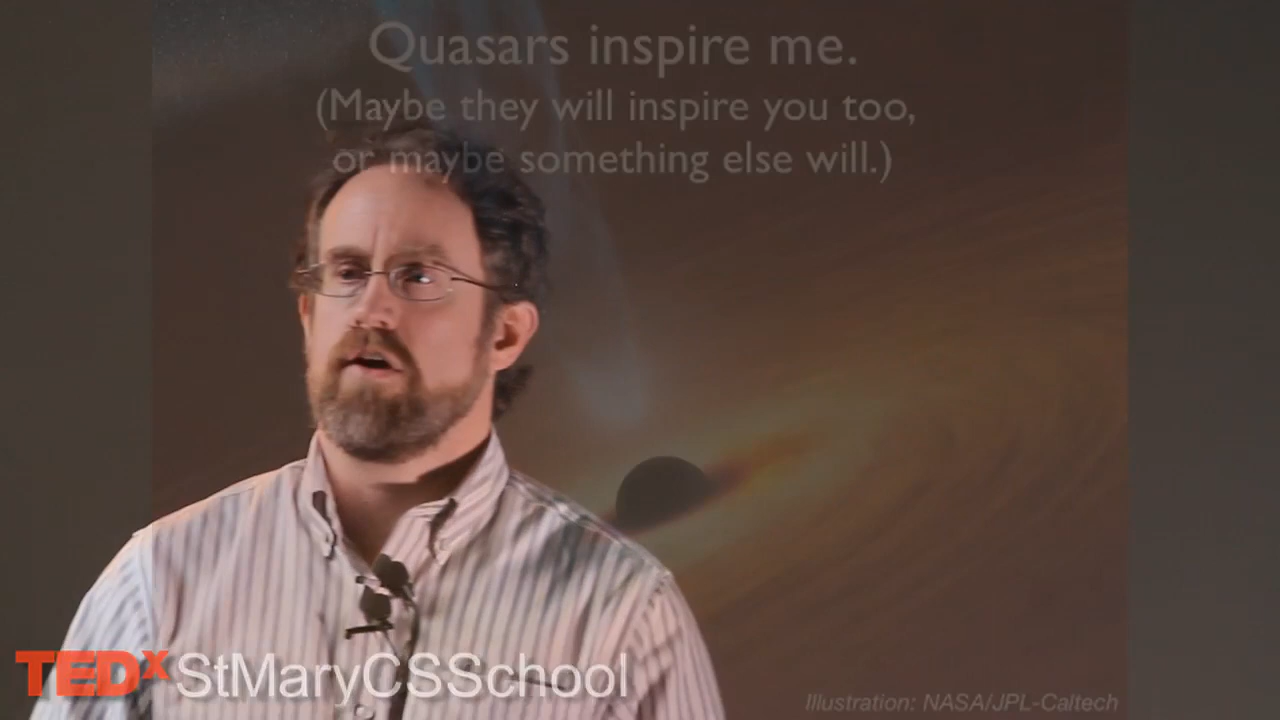 Quasars inspire me.
(Maybe they will inspire you too,
or maybe something else will.)
TEDxStMaryCSSchool
Illustration: NASA/JPL-Caltech